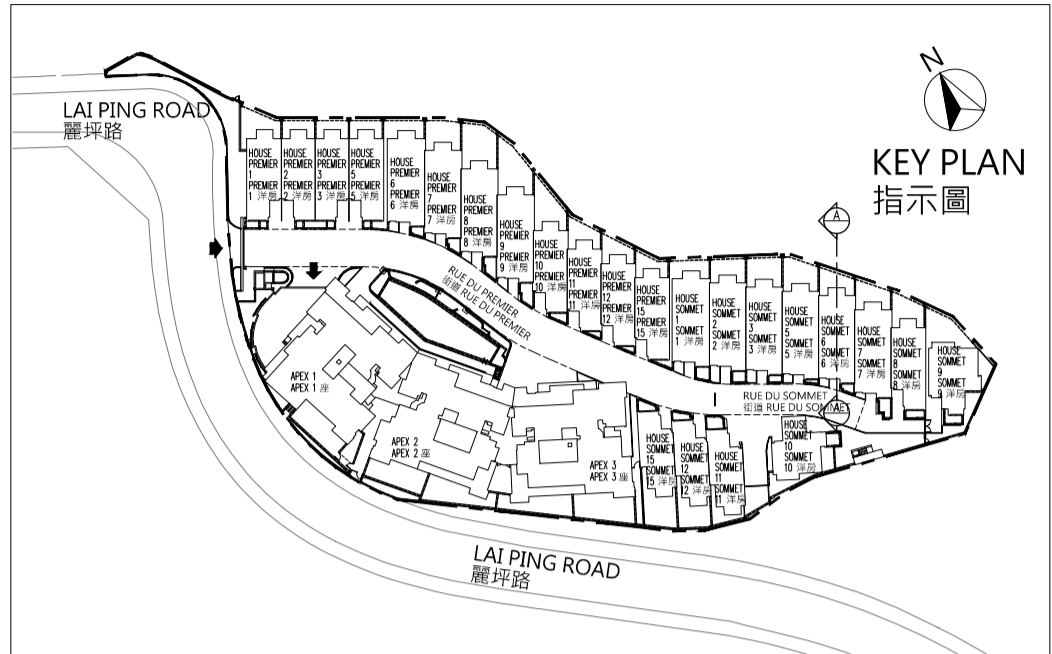 LAI PING ROAD
麗坪路
N
KEY PLAN
指示圖
HOUSE
PREMIER
1
PREMIER
1 洋房
HOUSE
PREMIER
2
PREMIER
2 洋房
HOUSE
PREMIER
3
PREMIER
3 洋房
HOUSE
PREMIER
5
PREMIER
5 洋房
HOUSE
PREMIER
6
PREMIER
6 洋房
HOUSE
PREMIER
7
PREMIER
7 洋房
HOUSE
PREMIER
8
PREMIER
8 洋房
HOUSE
PREMIER
9
PREMIER
9 洋房
HOUSE
PREMIER
10
PREMIER
10 洋房
HOUSE
PREMIER
11
PREMIER
11 洋房
HOUSE
PREMIER
12
PREMIER
12 洋房
HOUSE
PREMIER
15
PREMIER
15 洋房
HOUSE
SOMMET
1
SOMMET
1 洋房
HOUSE
SOMMET
2
SOMMET
2 洋房
HOUSE
SOMMET
3
SOMMET
3 洋房
HOUSE
SOMMET
5
SOMMET
5 洋房
A
HOUSE
SOMMET
6
SOMMET
6 洋房
HOUSE
SOMMET
7
SOMMET
7 洋房
HOUSE
SOMMET
8
SOMMET
8 洋房
HOUSE
SOMMET
9
SOMMET
9 洋房
RUE DU PREMIER
街道 RUE DU PREMIER
RUE DU SOMMET
街道 RUE DU SOMMET
A
APEX 1
APEX 1 座
APEX 2
APEX 2 座
APEX 3
APEX 3 座
HOUSE
SOMMET
15
SOMMET
15 洋房
HOUSE
SOMMET
12
SOMMET
12 洋房
HOUSE
SOMMET
11
SOMMET
11 洋房
HOUSE
SOMMET
10
SOMMET
10 洋房
LAI PING ROAD
麗坪路